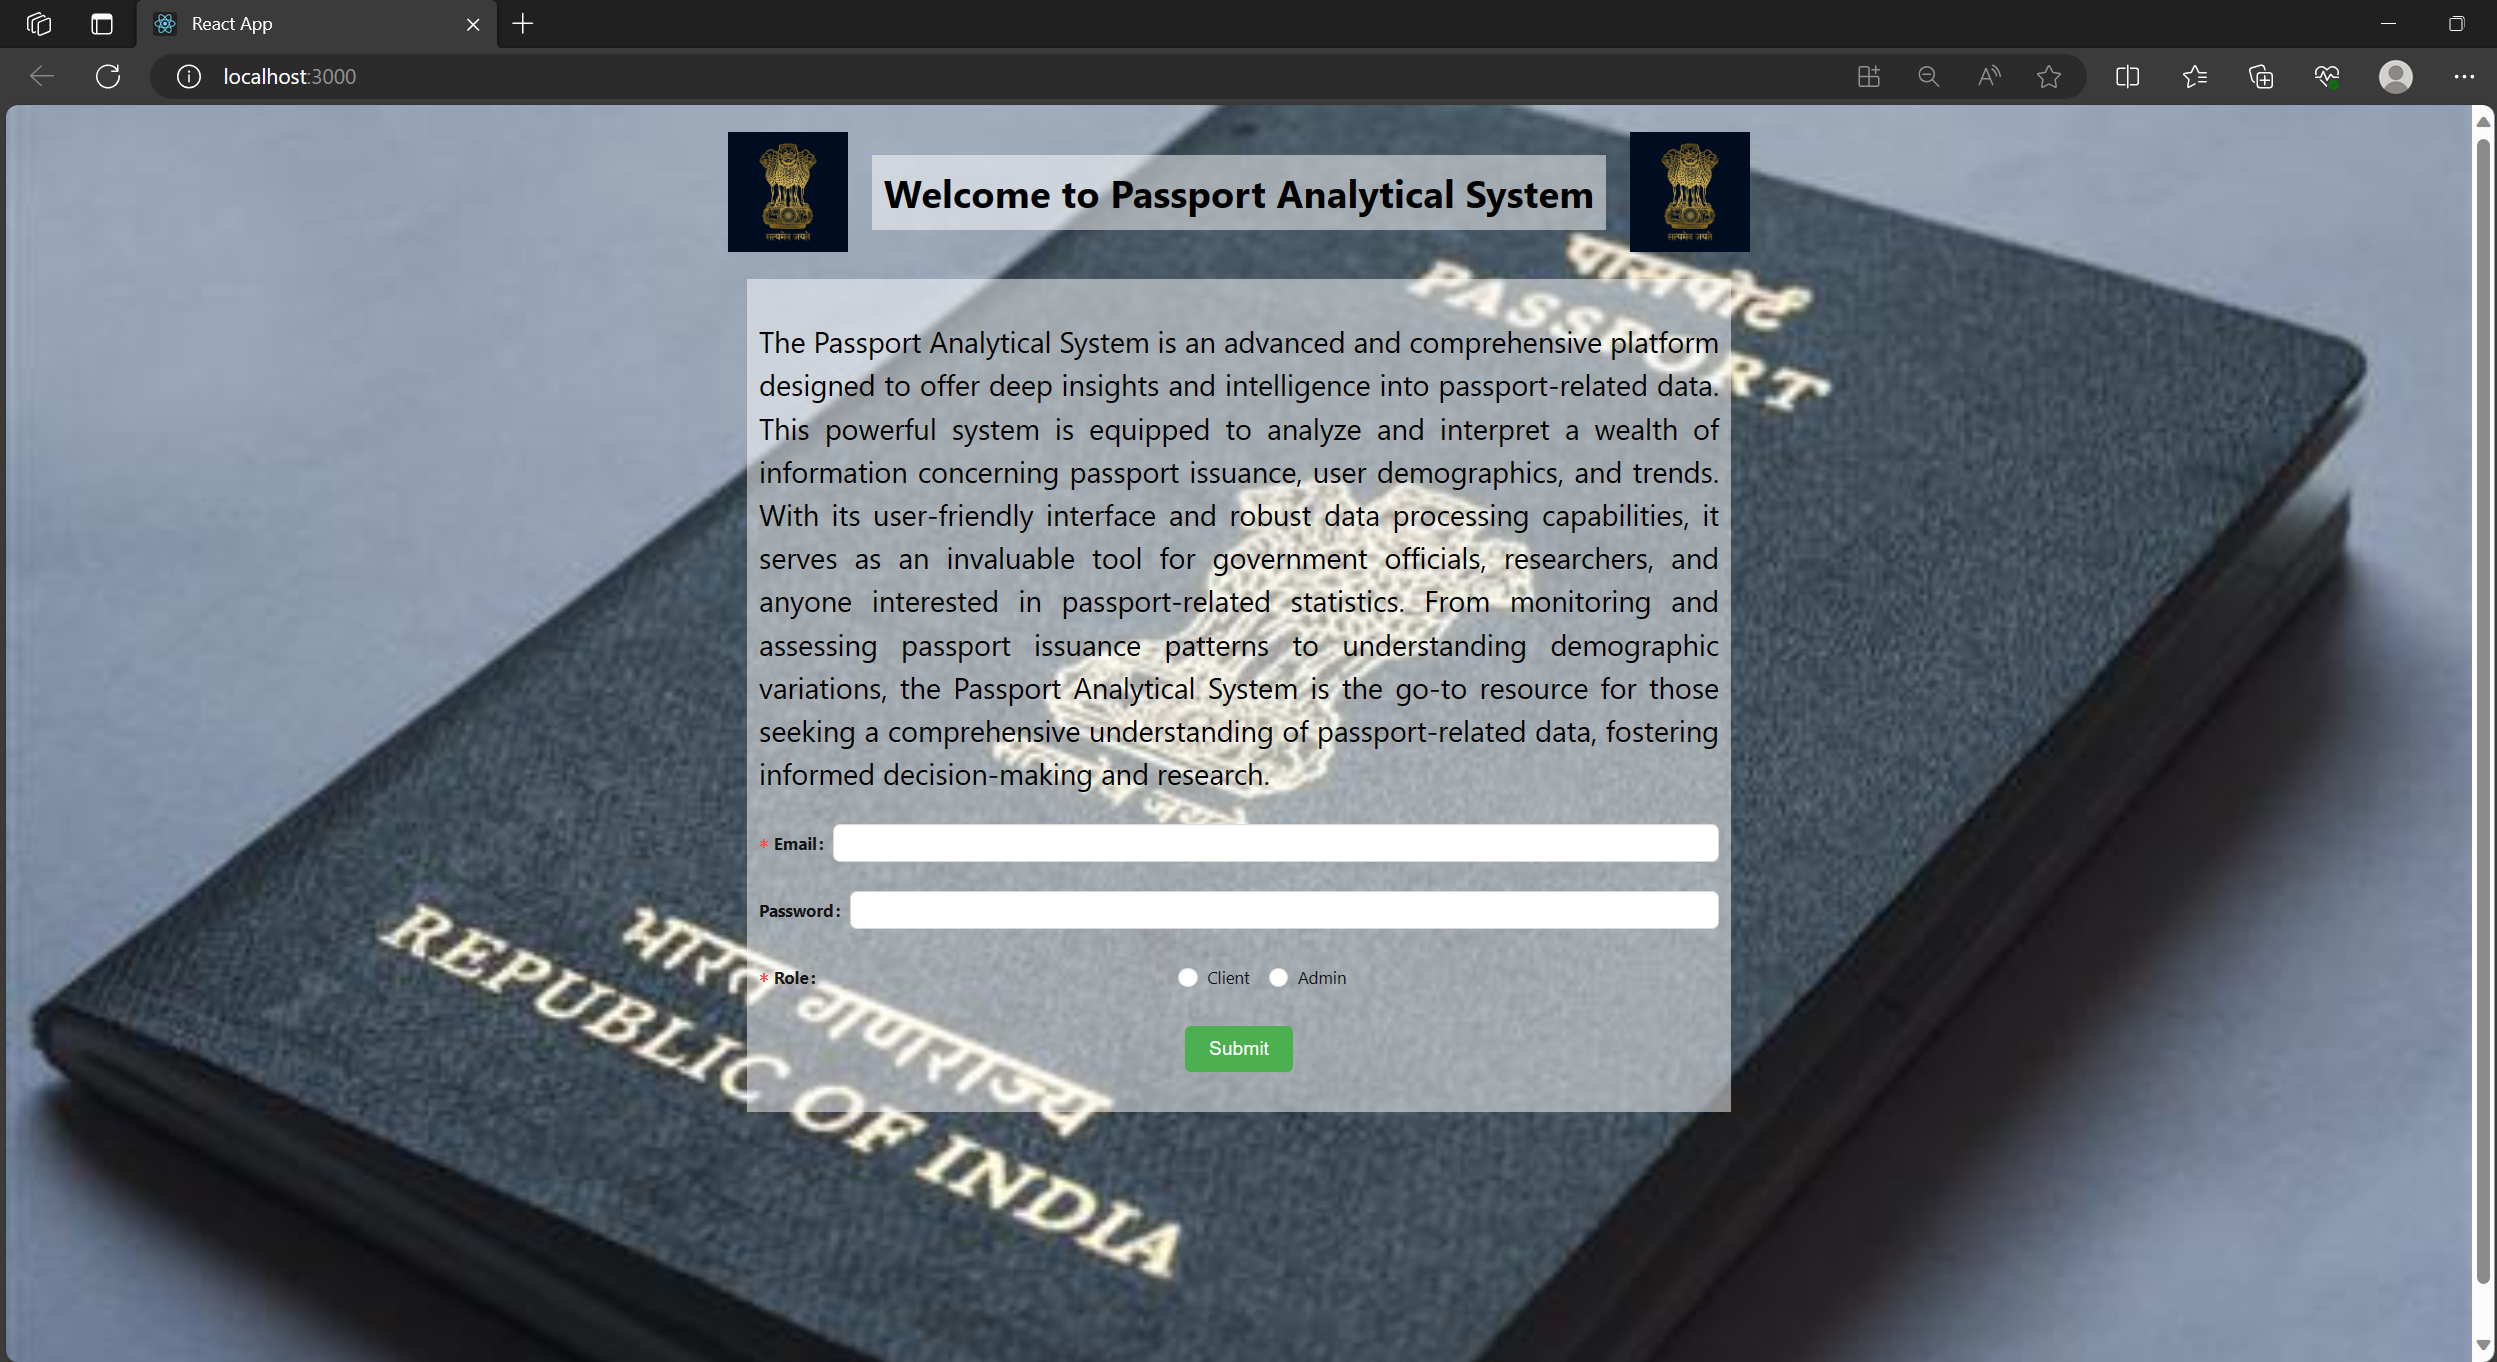 React App
localhost:3000
Welcome to Passport Analytical System
सत्यमेव जयते
सत्यमेव जयते
पासपोर्ट
PASSPORT
The Passport Analytical System is an advanced and comprehensive platform
designed to offer deep insights and intelligence into passport-related data.
This powerful system is equipped to analyze and interpret a wealth of
information concerning passport issuance, user demographics, and trends.
With its user-friendly interface and robust data processing capabilities, it
serves as an invaluable tool for government officials, researchers, and
anyone interested in passport-related statistics. From monitoring and
assessing passport issuance patterns to understanding demographic
variations, the Passport Analytical System is the go-to resource for those
seeking a comprehensive understanding of passport-related data, fostering
informed decision-making and research.
* Email:
Password:
* Role:
Client
Admin
Submit
भारत गणराज्य
REPUBLIC OF INDIA